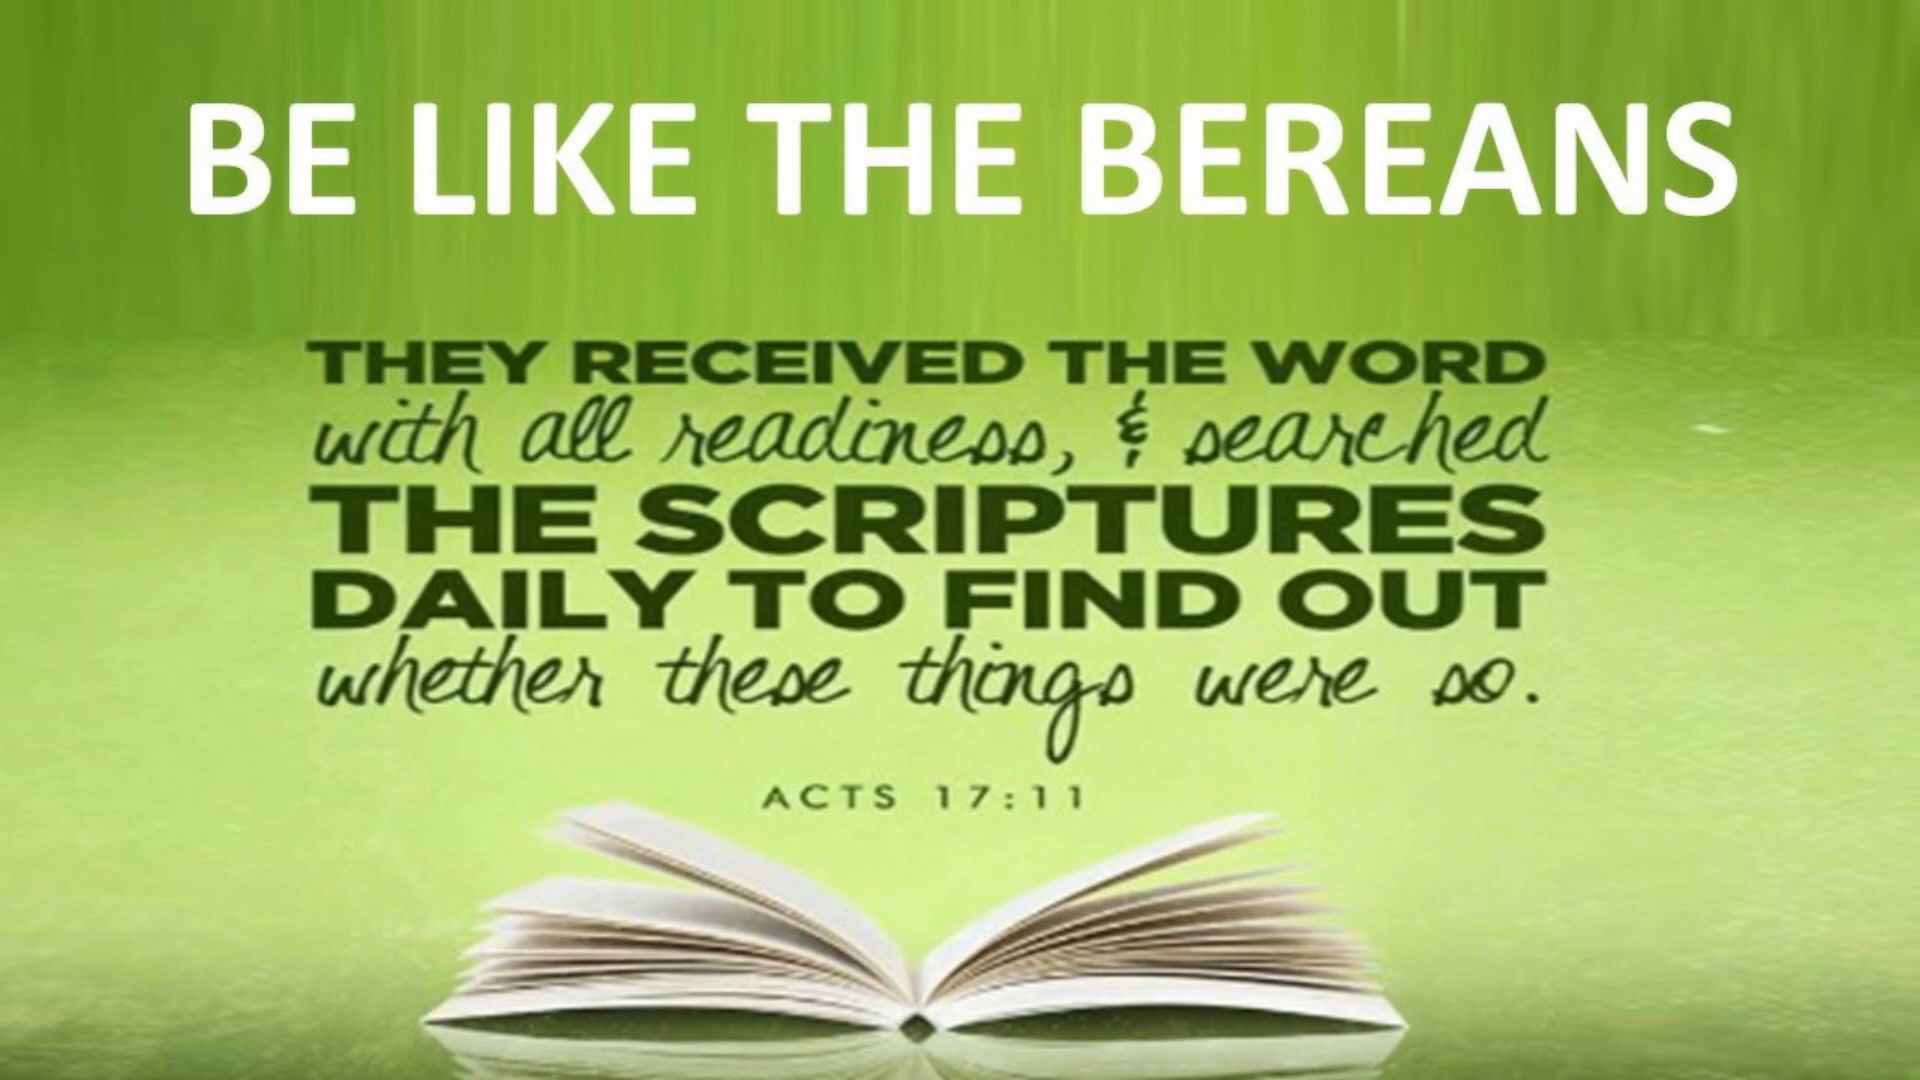 BE LIKE THE BEREANS
THEY RECEIVED THE WORD
with all readiness, & searched
THE SCRIPTURES
DAILY TO FIND OUT
whether these things were so.
ACTS 17:11